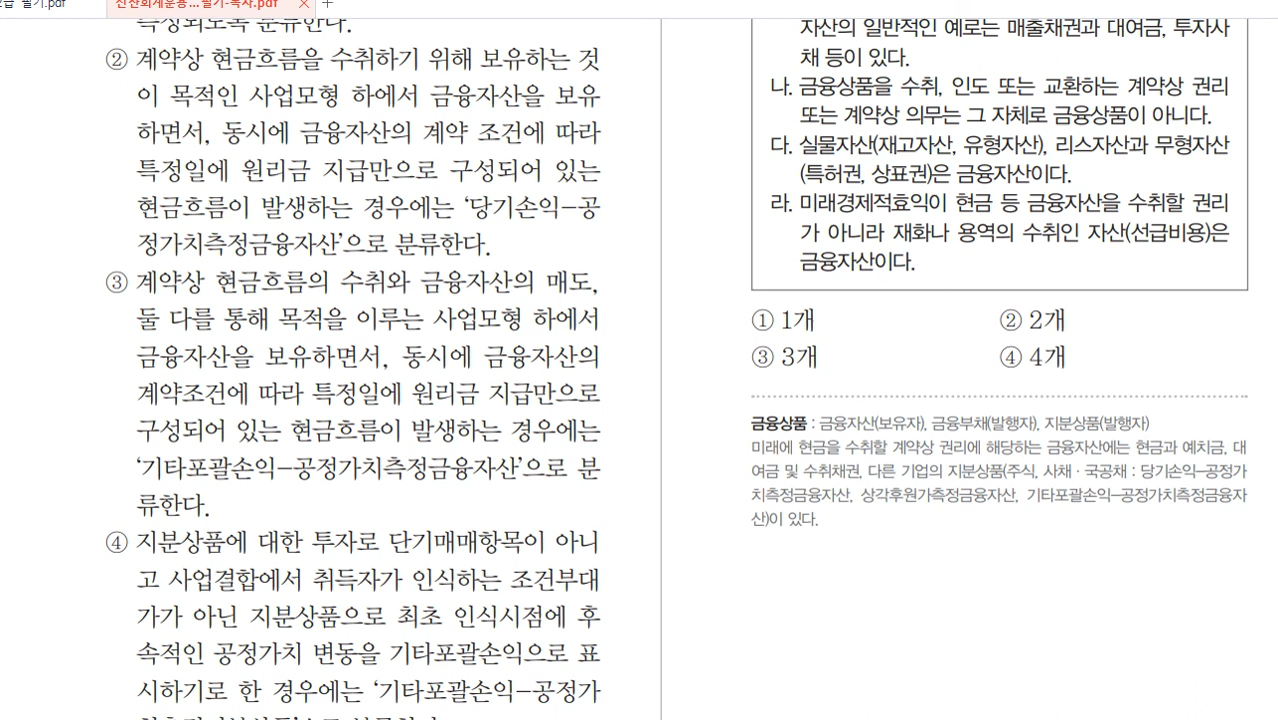 필기.pdf
전산회계운용...필기-복사.pdf
특정되도록 분류한다.
② 계약상 현금흐름을 수취하기 위해 보유하는 것
이 목적인 사업모형 하에서 금융자산을 보유
하면서, 동시에 금융자산의 계약 조건에 따라
특정일에 원리금 지급만으로 구성되어 있는
현금흐름이 발생하는 경우에는 ‘당기손익–공
정가치측정금융자산’으로 분류한다.
③ 계약상 현금흐름의 수취와 금융자산의 매도,
둘 다를 통해 목적을 이루는 사업모형 하에서
금융자산을 보유하면서, 동시에 금융자산의
계약조건에 따라 특정일에 원리금 지급만으로
구성되어 있는 현금흐름이 발생하는 경우에는
‘기타포괄손익–공정가치측정금융자산’으로 분
류한다.
④ 지분상품에 대한 투자로 단기매매항목이 아니
고 사업결합에서 취득자가 인식하는 조건부대
가가 아닌 지분상품으로 최초 인식시점에 후
속적인 공정가치 변동을 기타포괄손익으로 표
시하기로 한 경우에는 ‘기타포괄손익–공정가
자산의 일반적인 예로는 매출채권과 대여금, 투자사
채 등이 있다.
나. 금융상품을 수취, 인도 또는 교환하는 계약상 권리
또는 계약상 의무는 그 자체로 금융상품이 아니다.
다. 실물자산(재고자산, 유형자산), 리스자산과 무형자산
(특허권, 상표권)은 금융자산이다.
라. 미래경제적효익이 현금 등 금융자산을 수취할 권리
가 아니라 재화나 용역의 수취인 자산(선급비용)은
금융자산이다.
① 1개 ② 2개
③ 3개 ④ 4개
금융상품 : 금융자산(보유자), 금융부채(발행자), 지분상품(발행자)
미래에 현금을 수취할 계약상 권리에 해당하는 금융자산에는 현금과 예치금, 대
여금 및 수취채권, 다른 기업의 지분상품(주식, 사채 · 국공채 : 당기손익–공정가
치측정금융자산, 상각후원가측정금융자산, 기타포괄손익–공정가치측정금융자
산)이 있다.